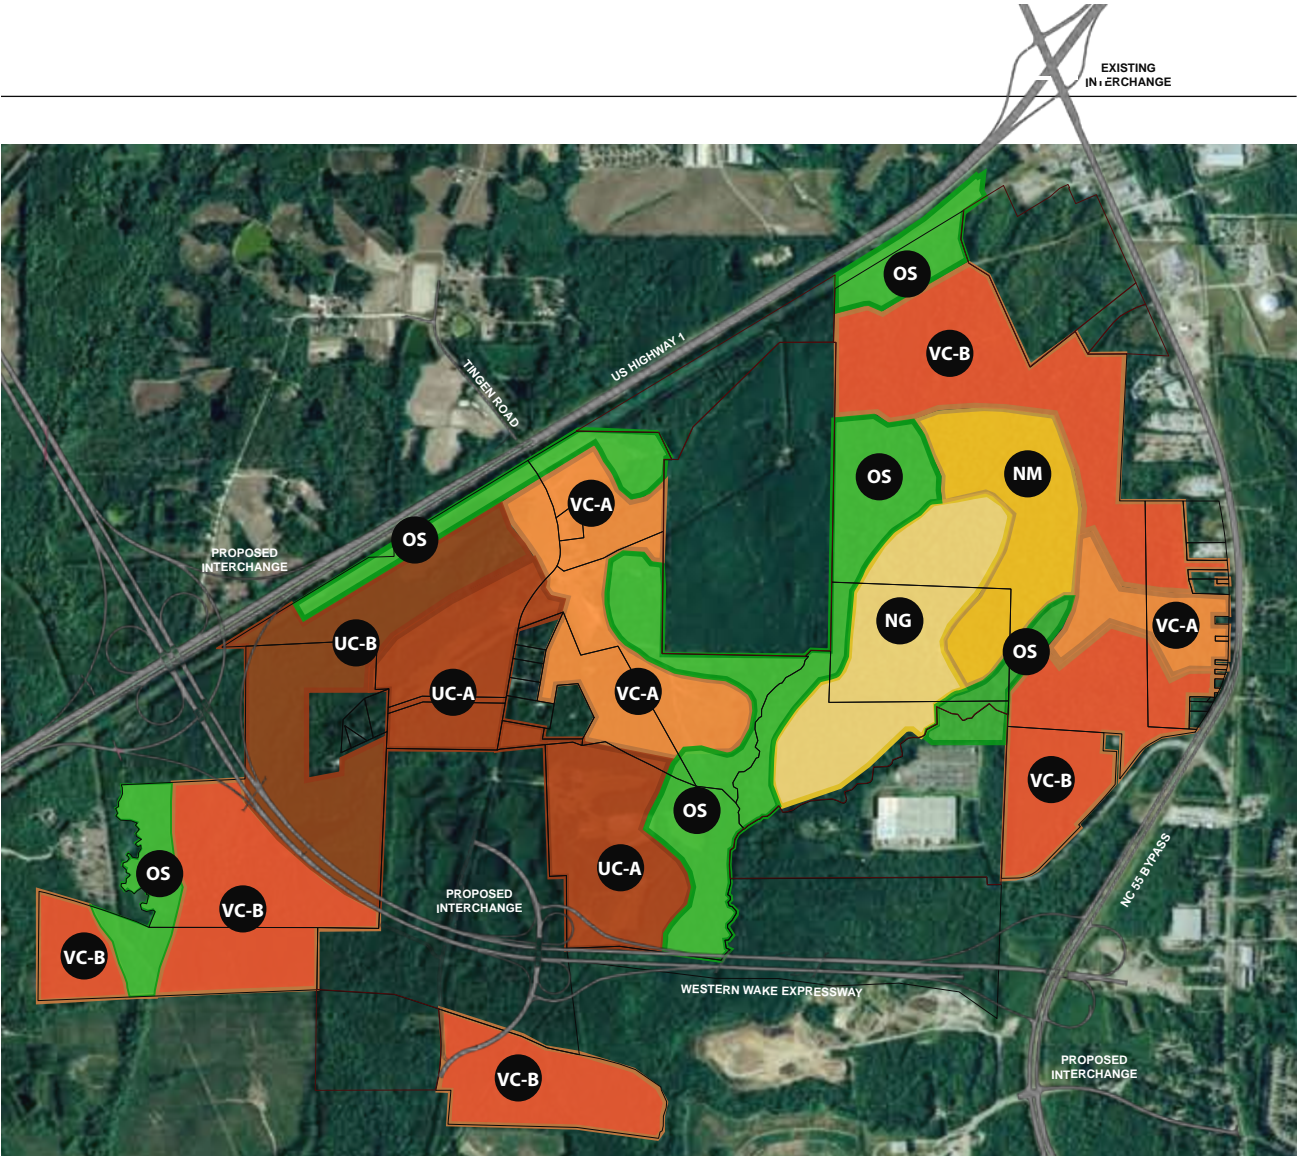 EXISTING
INTERCHANGE
OS
VC-B
US HIGHWAY 1
TINGEN ROAD
OS
NM
VC-A
OS
PROPOSED
INTERCHANGE
NG
VC-A
UC-B
OS
UC-A
VC-A
VC-B
OS
UC-A
OS
NC 55 BYPASS
PROPOSED
INTERCHANGE
VC-B
VC-B
WESTERN WAKE EXPRESSWAY
PROPOSED
INTERCHANGE
VC-B